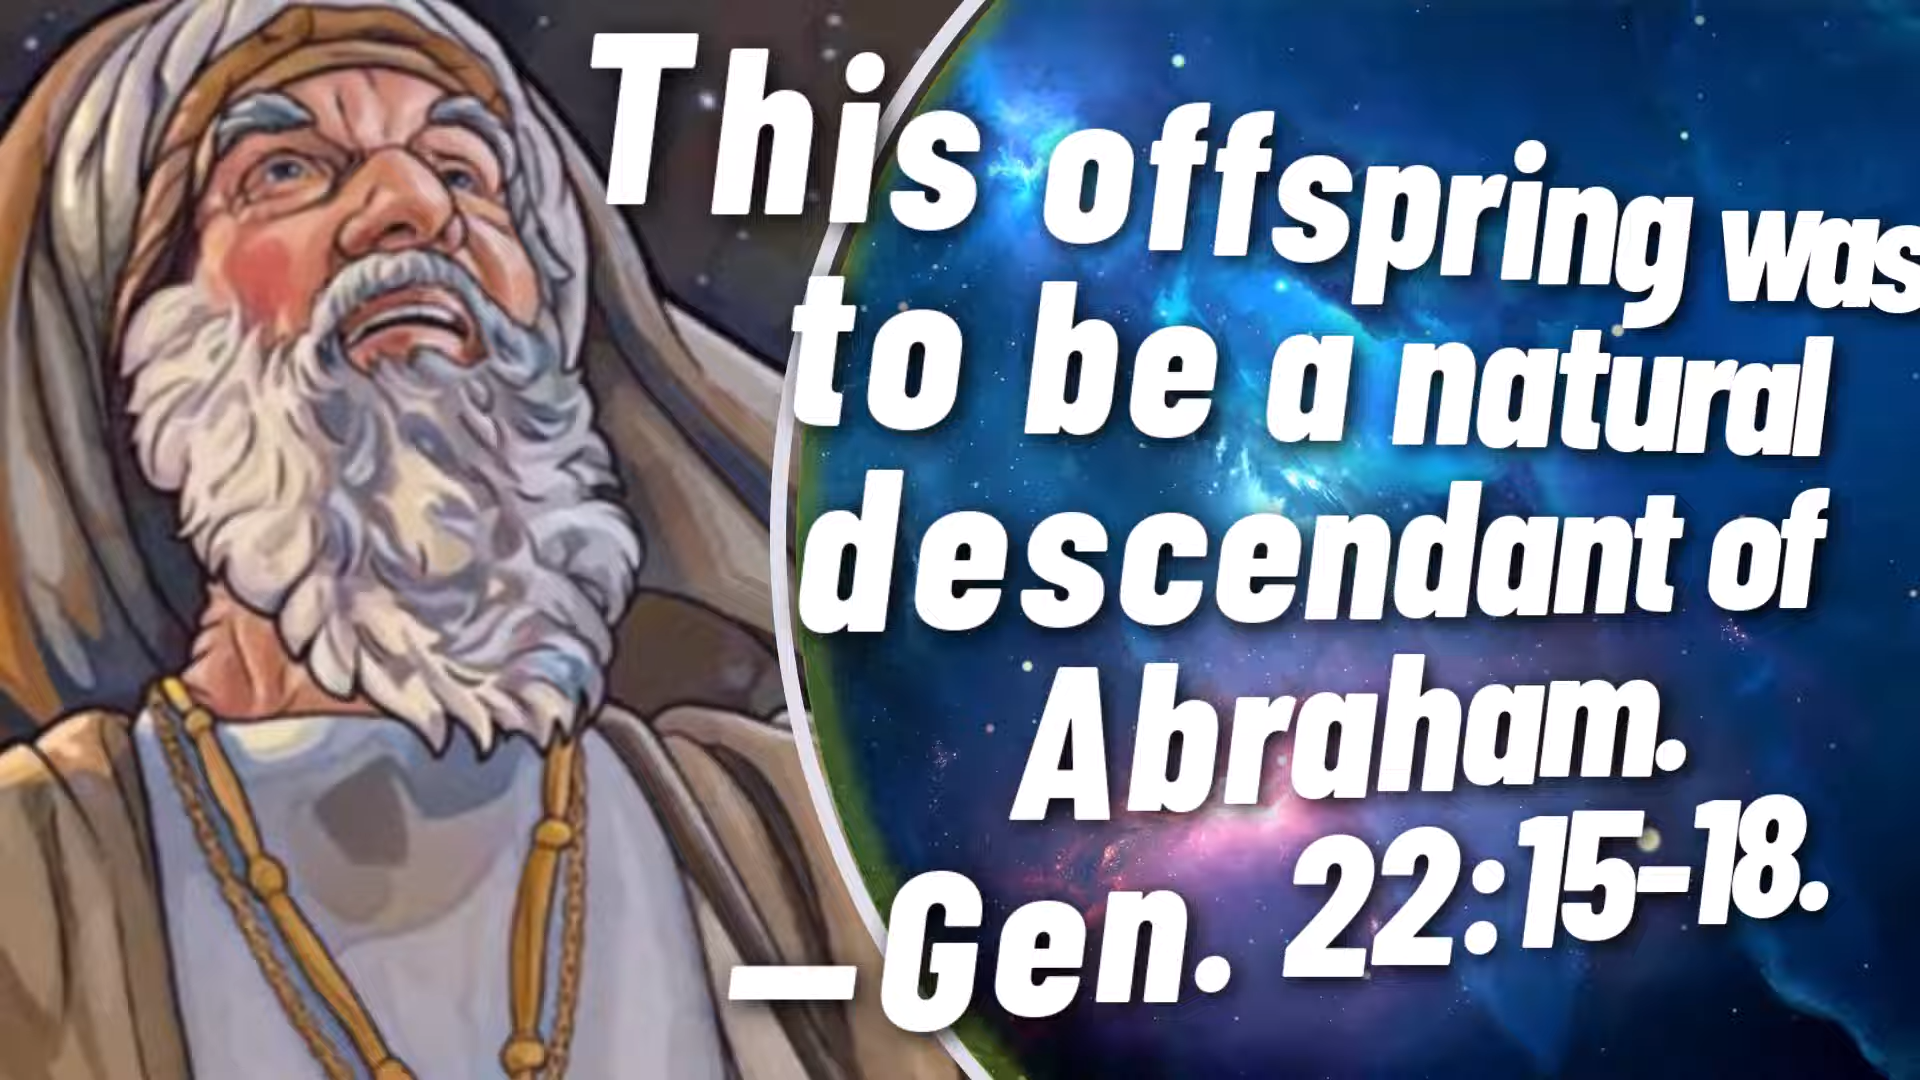 This offspring was
to be a natural
descendant of
Abraham.
—Gen. 22:15-18.